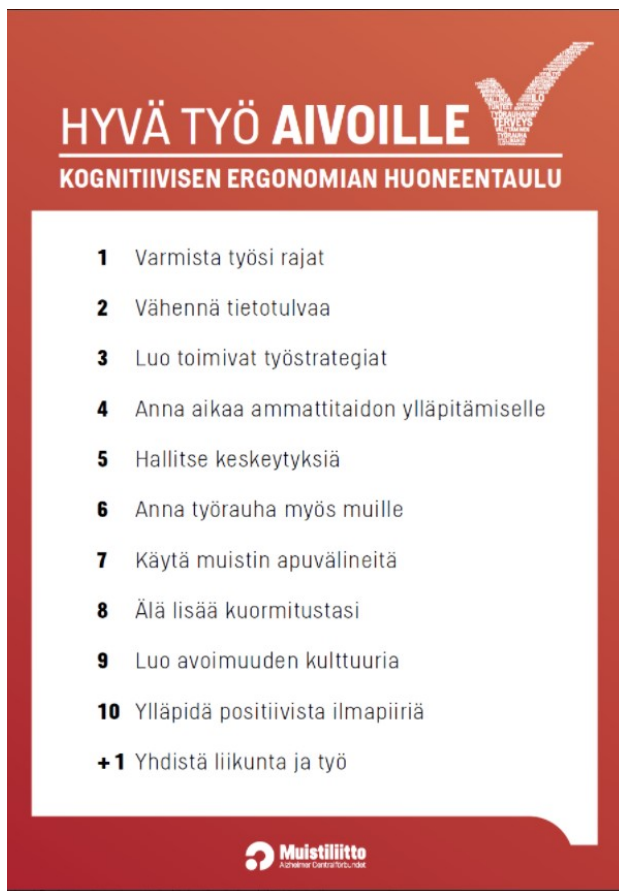 HYVÄ TYÖ AIVOILLE
KOGNITIIVISEN ERGONOMIAN HUONEENTAULU
1 Varmista työsi rajat
2 Vähennä tietotulvaa
3 Luo toimivat työstrategiat
4 Anna aikaa ammattitaidon ylläpitämiselle
5 Hallitse keskeytyksiä
6 Anna työrauha myös muille
7 Käytä muistin apuvälineitä
8 Älä lisää kuormitustasi
9 Luo avoimuuden kulttuuria
10 Ylläpidä positiivista ilmapiiriä
+1 Yhdistä liikunta ja työ
Muistiliitto
Alzheimer Centralförbundet